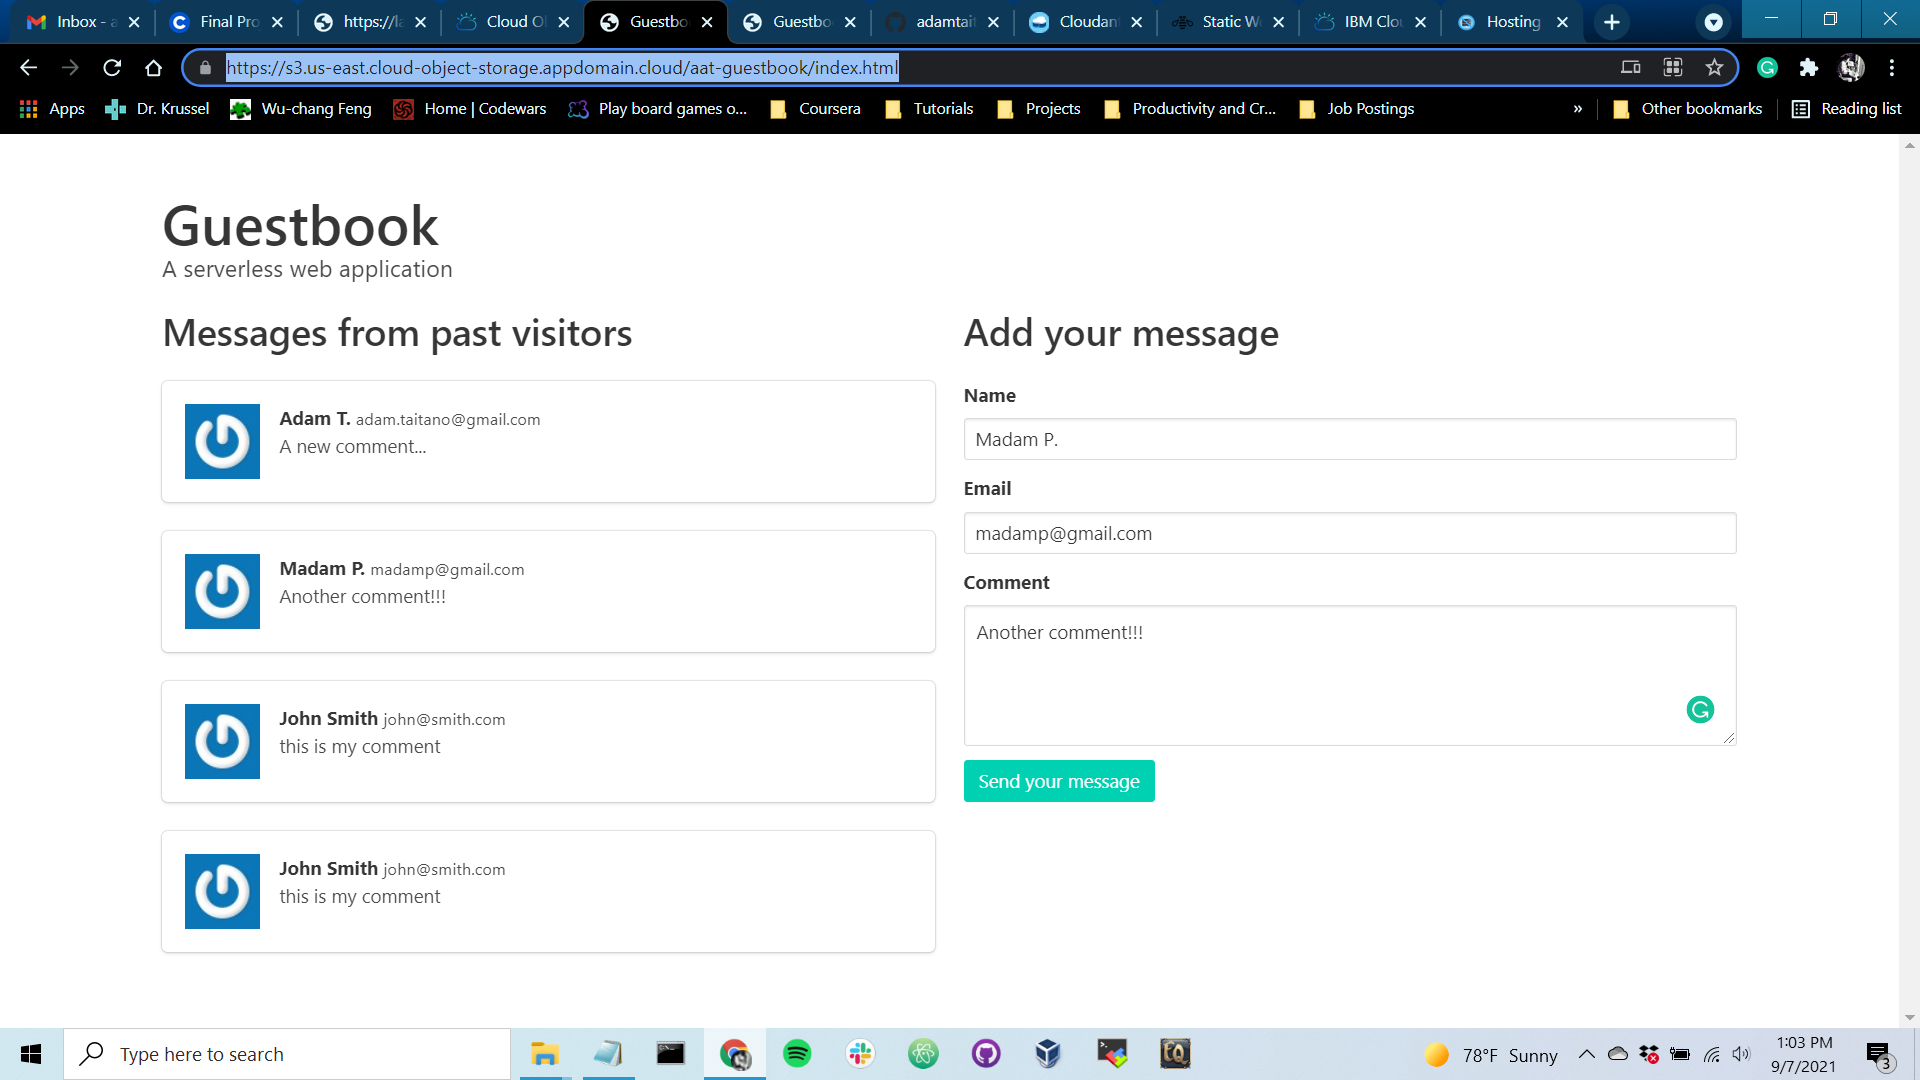 Inbox - a
Final Pro
https://la
Cloud Ob
Guestbo
Guestbo
adamtait
Cloudan
Static We
IBM Clou
Hosting
https://s3.us-east.cloud-object-storage.appdomain.cloud/aat-guestbook/index.html
Apps
Dr. Krussel
Wu-chang Feng
Home | Codewars
Play board games o...
Coursera
Tutorials
Projects
Productivity and Cr...
Job Postings
»
Other bookmarks
Reading list
Guestbook
A serverless web application
Messages from past visitors
Adam T. adam.taitano@gmail.com
A new comment...
Madam P. madamp@gmail.com
Another comment!!!
John Smith john@smith.com
this is my comment
John Smith john@smith.com
this is my comment
Add your message
Name
Madam P.
Email
madamp@gmail.com
Comment
Another comment!!!
Send your message
Type here to search
78°F Sunny
1:03 PM
9/7/2021
3